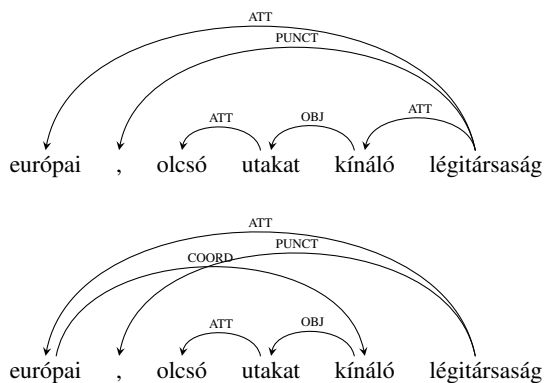 ATT
PUNCT
ATT OBJ ATT
európai , olcsó utakat kínáló légitársaság
ATT
PUNCT
COORD
ATT OBJ
európai , olcsó utakat kínáló légitársaság